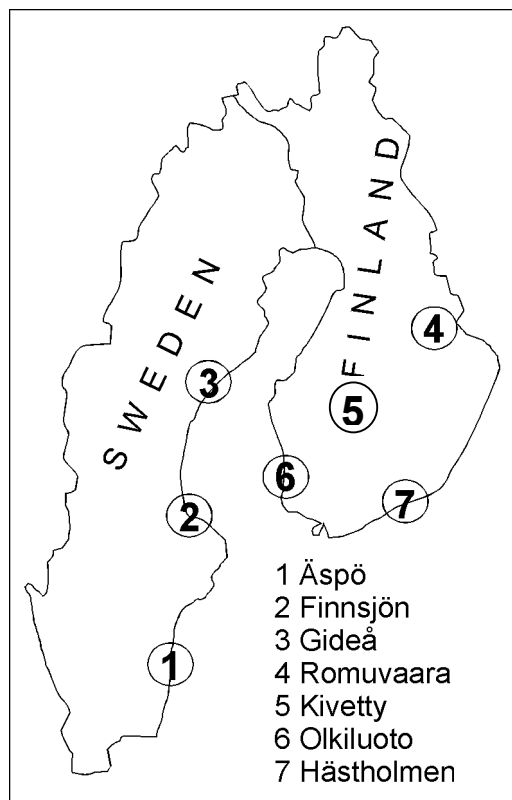 FINLAND
SWEDEN
4
3
5
6
7
2
1
1 Äspö
2 Finnsjön
3 Gideå
4 Romuvaara
5 Kivetty
6 Olkiluoto
7 Hästholmen